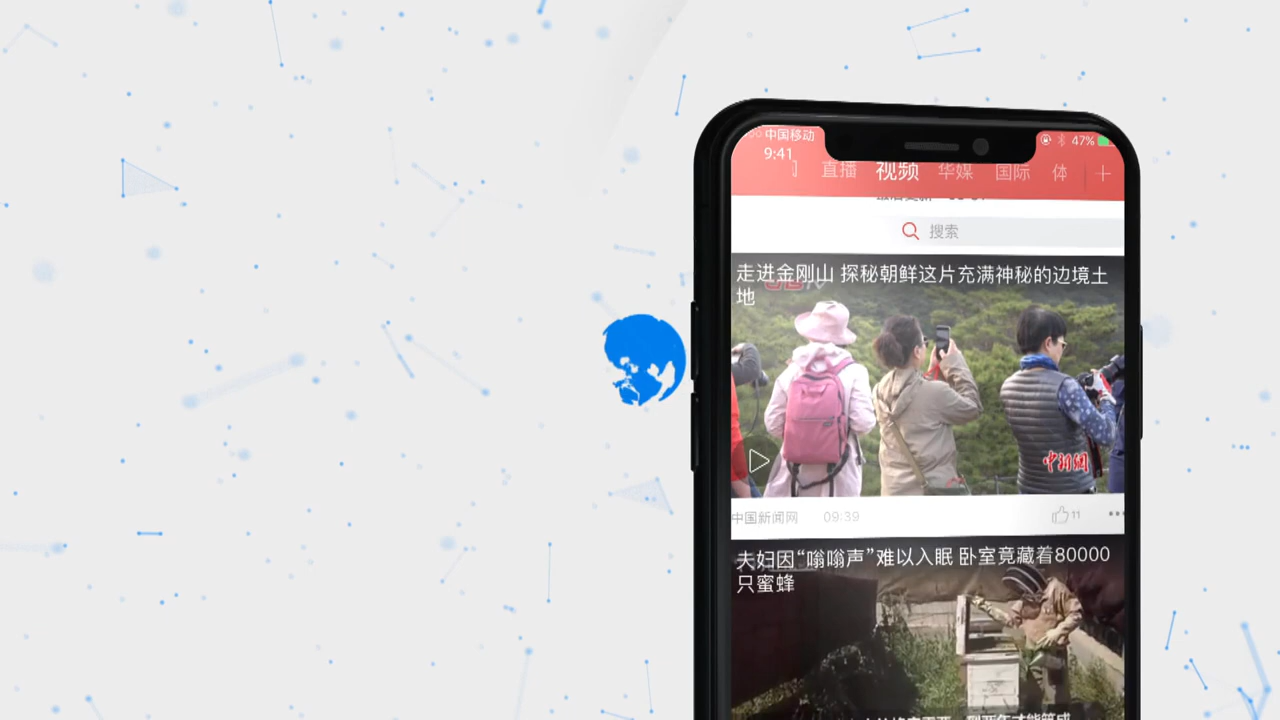 中国移动
47%
9:41
直播 视频 华媒 国际 体 +
搜索
走进金刚山 探秘朝鲜这片充满神秘的边境土
地
中新网
中国新闻网 09:39
11
夫妇因“嗡嗡声”难以入眠 卧室竟藏着80000
只蜜蜂